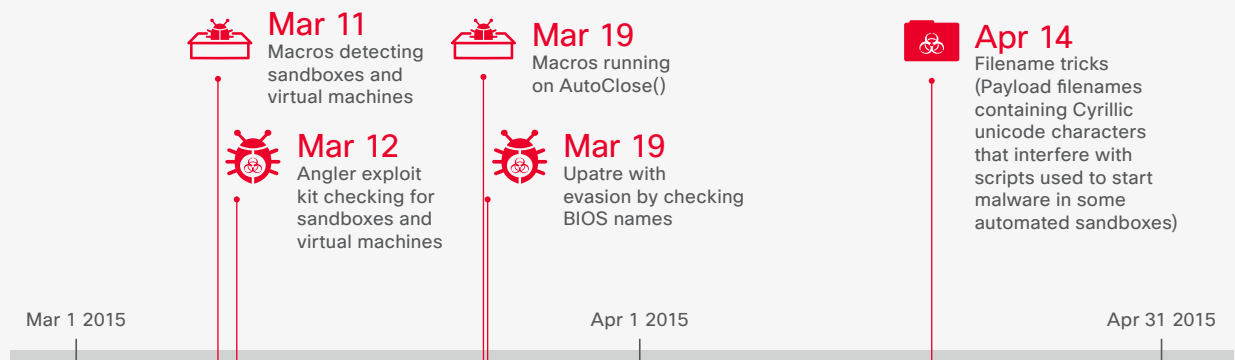 Mar 11
Macros detecting
sandboxes and
virtual machines
Mar 12
Angler exploit
kit checking for
sandboxes and
virtual machines
Mar 19
Macros running
on AutoClose()
Mar 19
Upatre with
evasion by checking
BIOS names
Apr 14
Filename tricks
(Payload filenames
containing Cyrillic
unicode characters
that interfere with
scripts used to start
malware in some
automated sandboxes)
Mar 1 2015
Apr 1 2015
Apr 31 2015